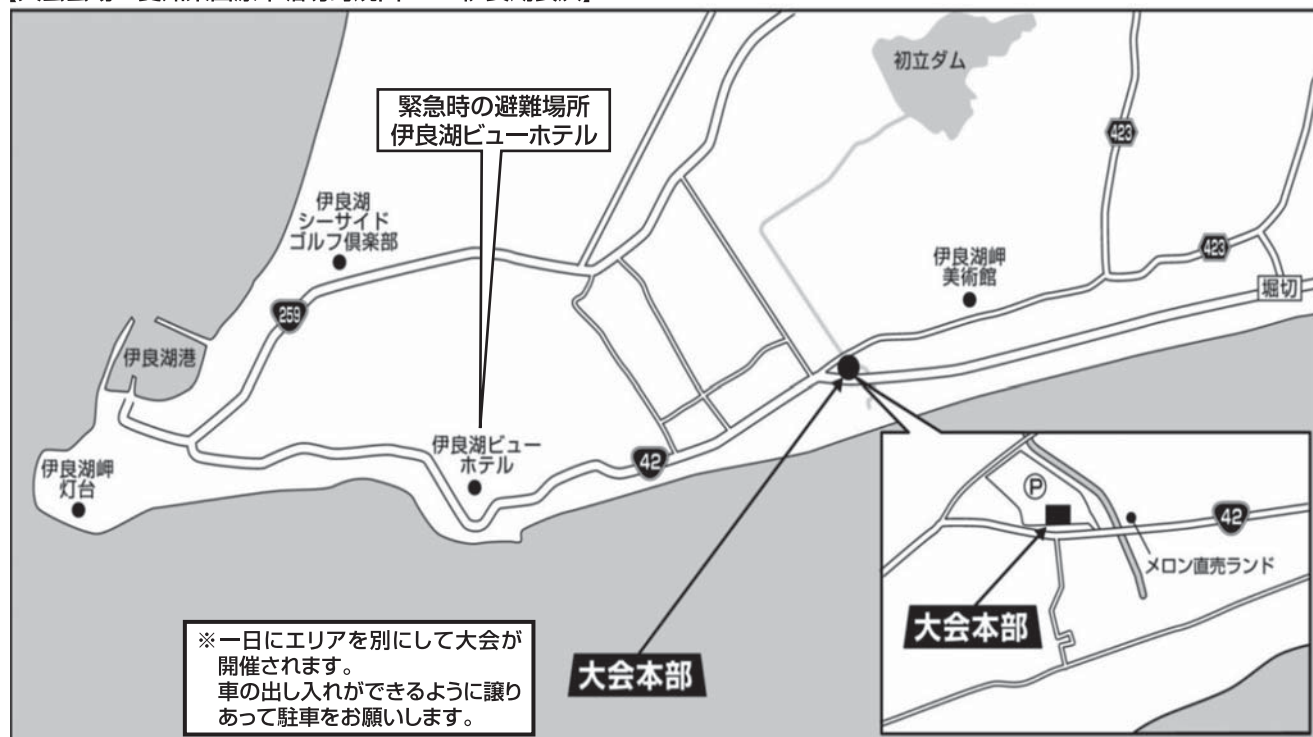 初立ダム
緊急時の避難場所
伊良湖ビューホテル
423
伊良湖
シーサイド
ゴルフ倶楽部
伊良湖岬
美術館
423
堀切
259
伊良湖港
伊良湖ビュー
ホテル
42
伊良湖岬
灯台
P
42
メロン直売ランド
大会本部
大会本部
※一日にエリアを別にして大会が
開催されます。
車の出し入れができるように譲り
あって駐車をお願いします。